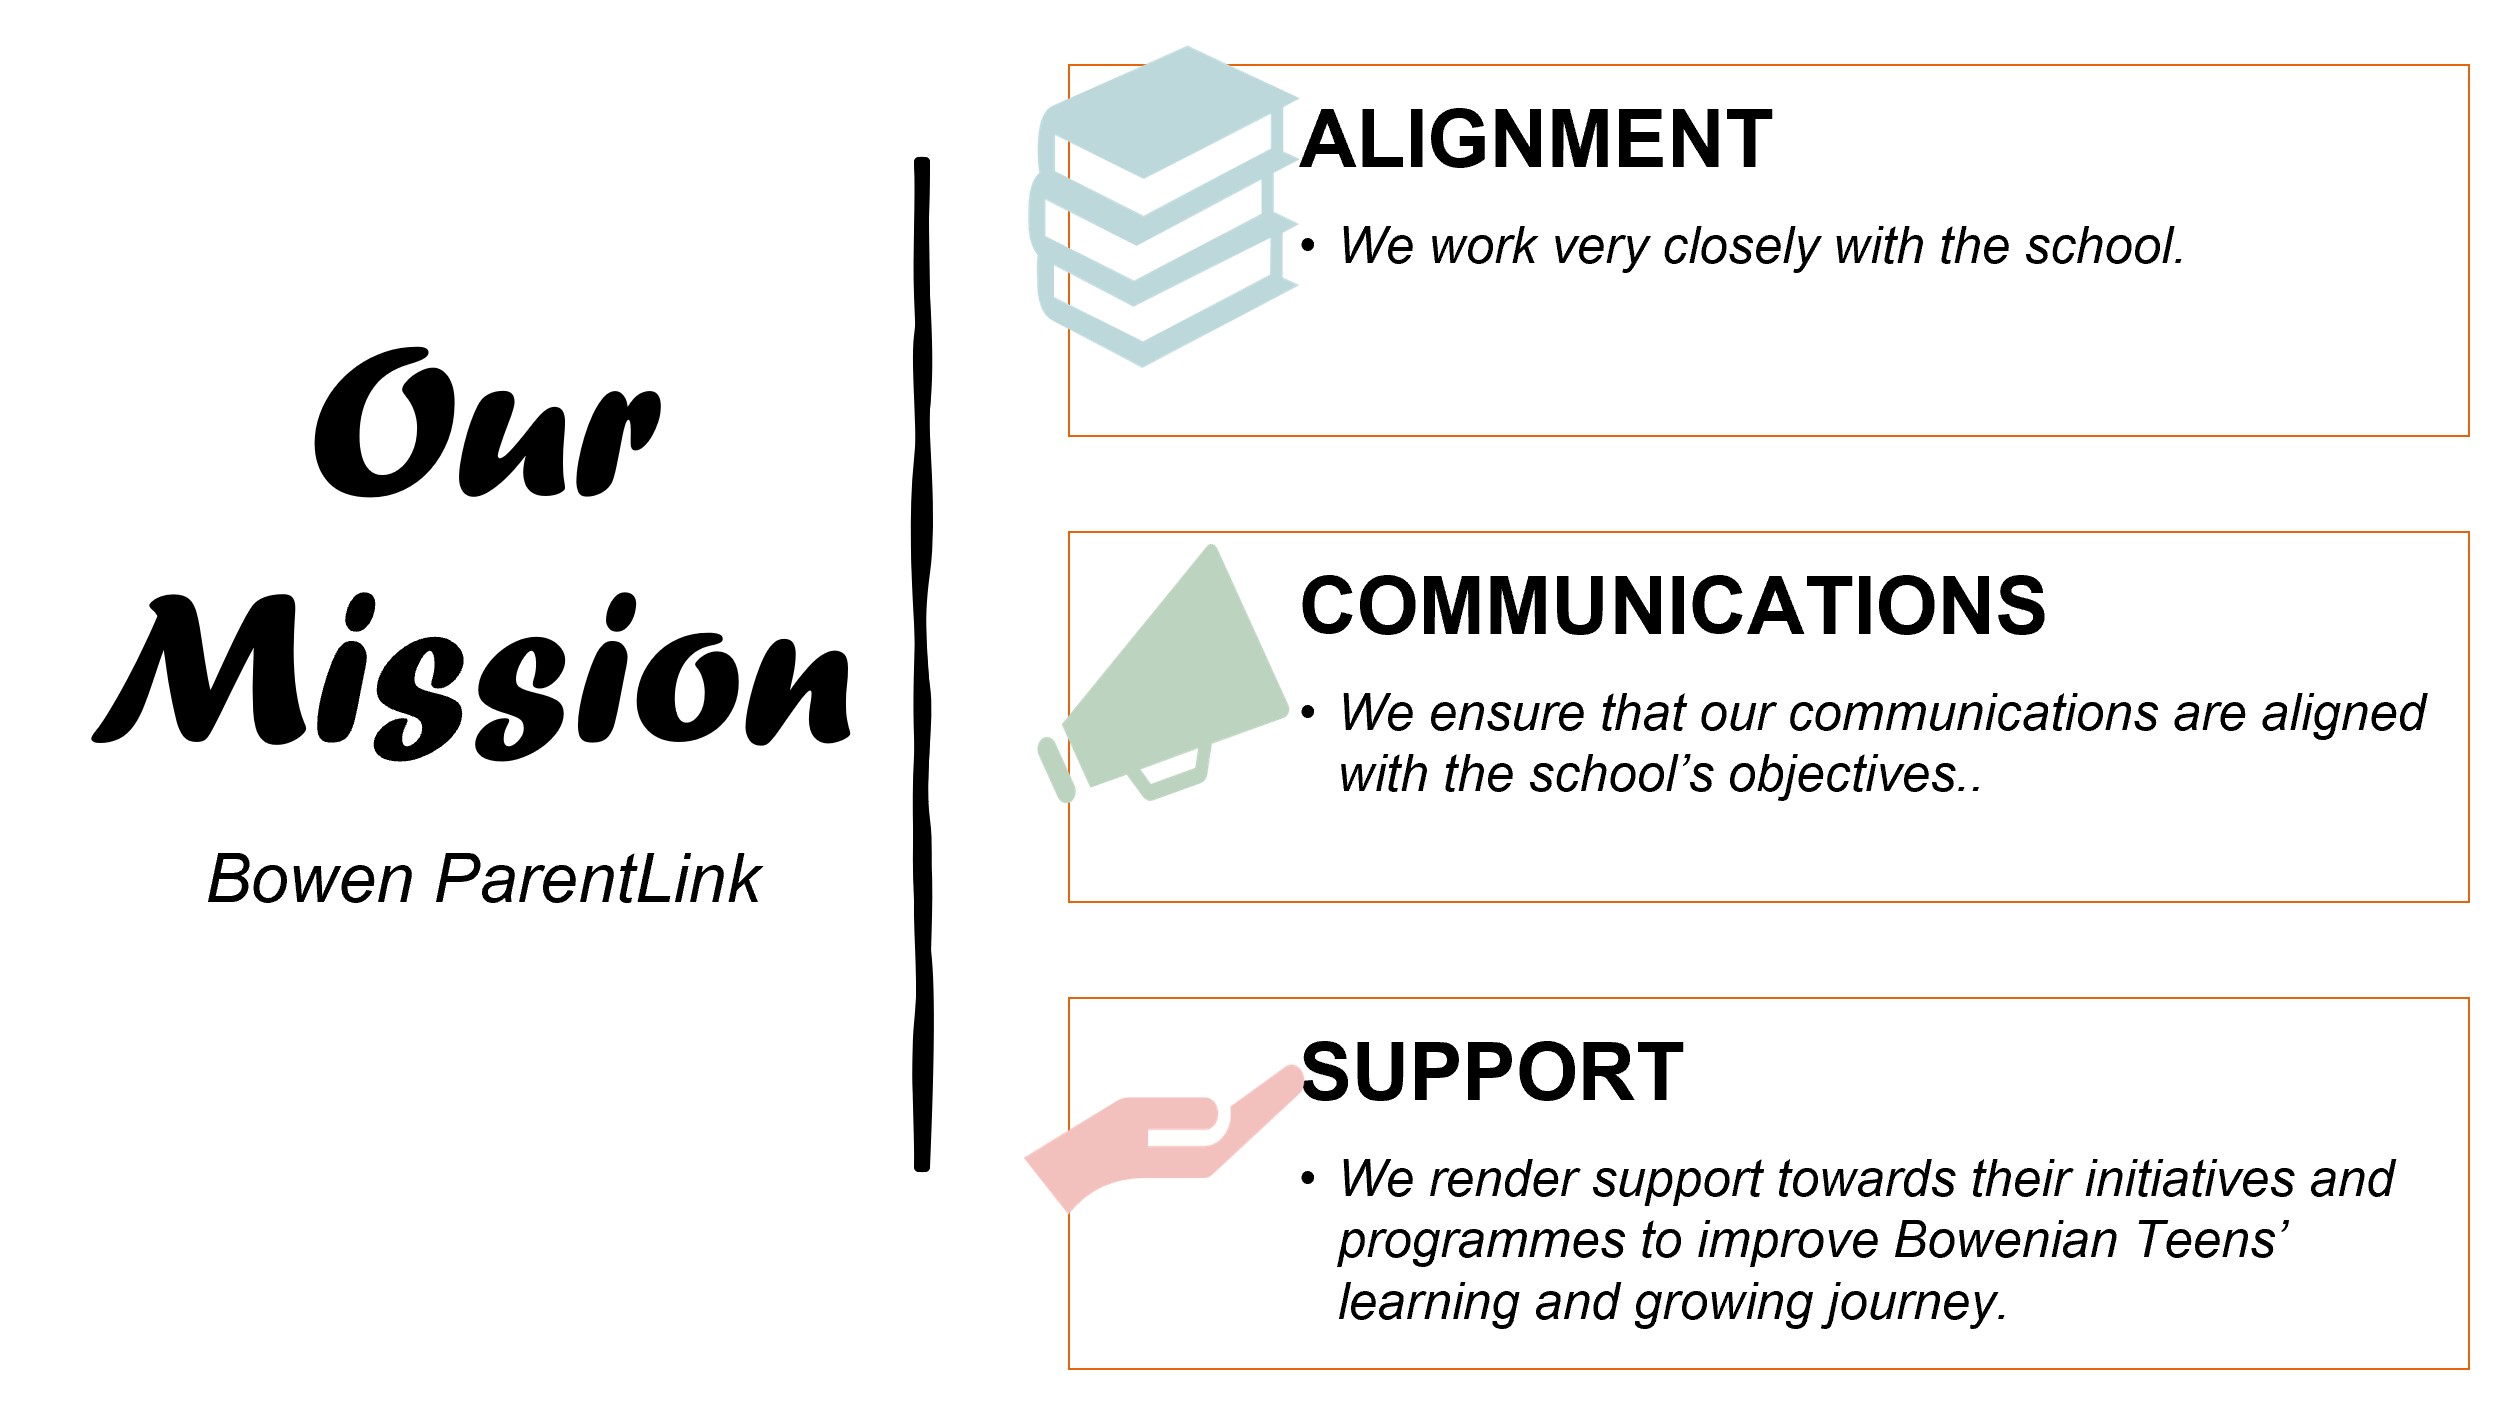 Our
Mission
Bowen ParentLink
ALIGNMENT
• We work very closely with the school.
COMMUNICATIONS
• We ensure that our communications are aligned
with the school’s objectives..
SUPPORT
• We render support towards their initiatives and
programmes to improve Bowenian Teens’
learning and growing journey.